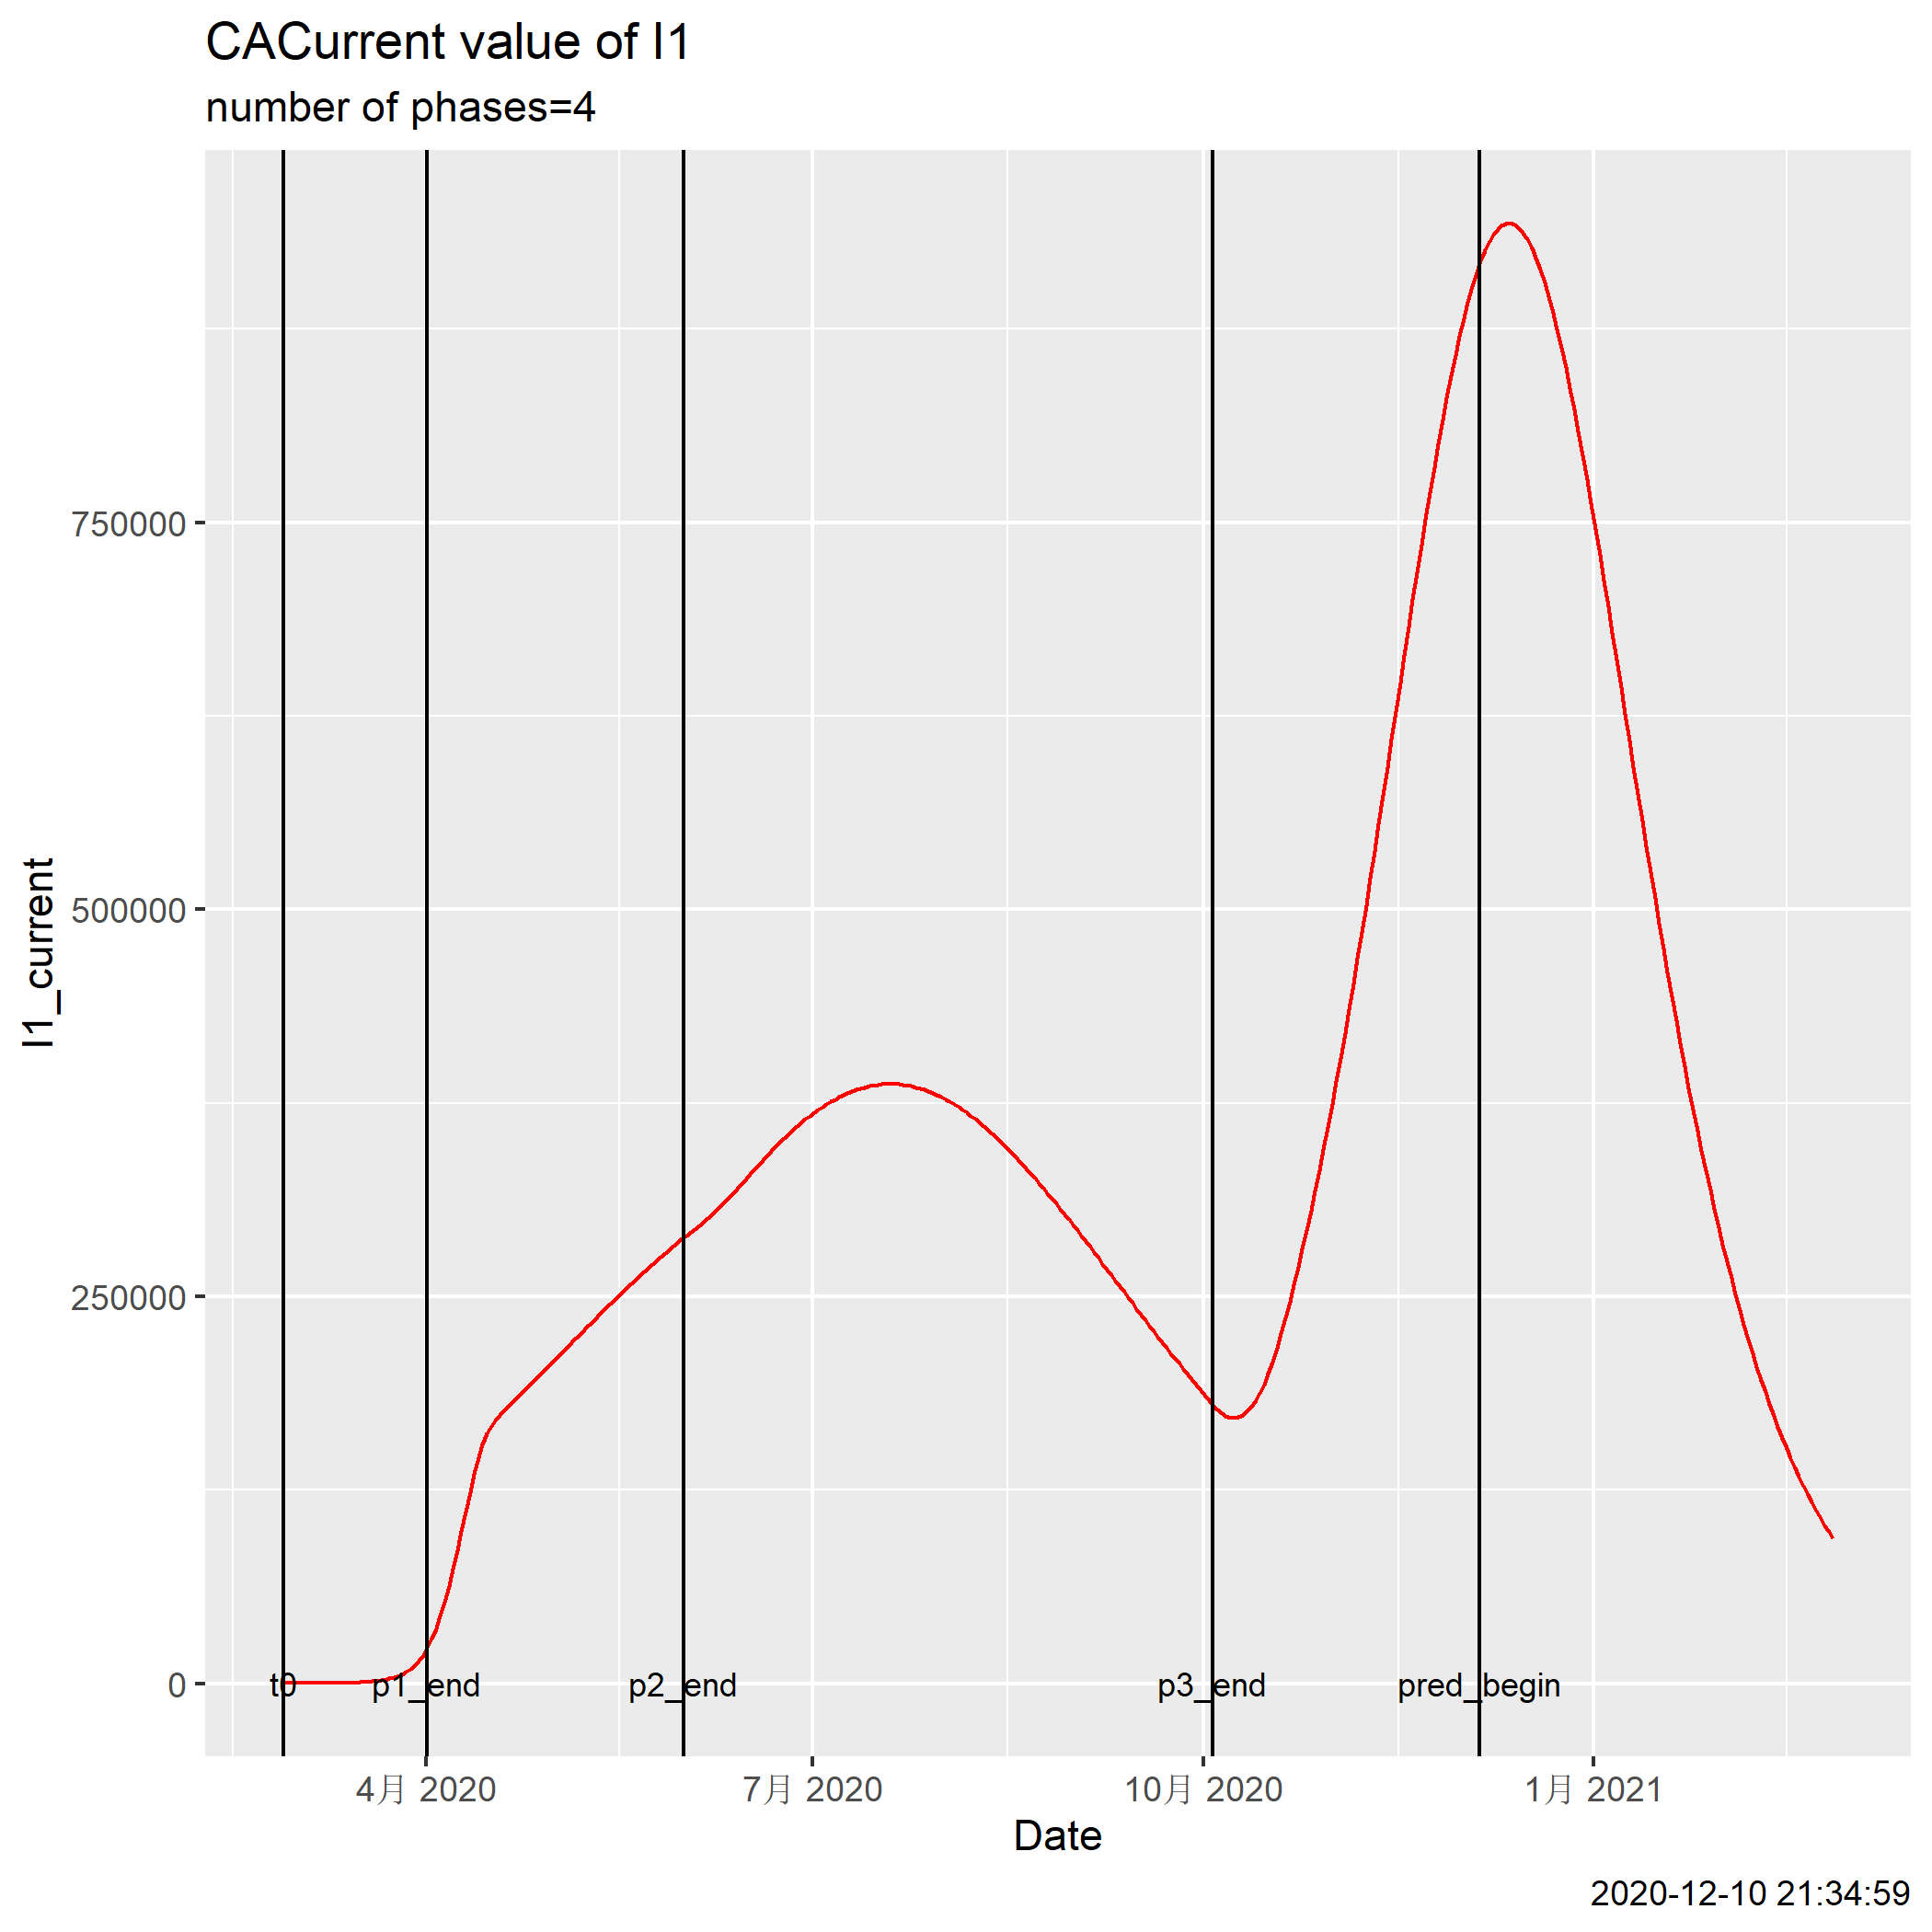 CACurrent value of I1
number of phases=4
I1_current
750000
500000
250000
0
t0 p1_end p2_end p3_end pred_begin
4月 2020 7月 2020 10月 2020 1月 2021
Date
2020-12-10 21:34:59